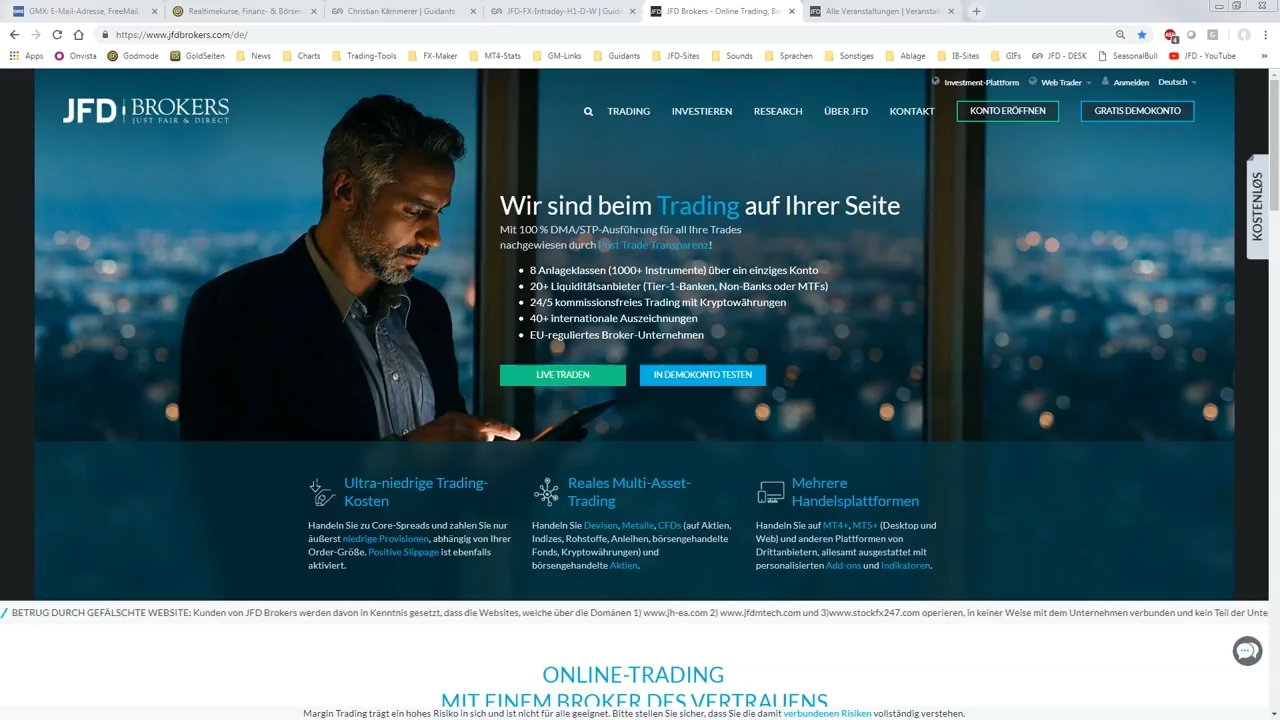 GMX: E-Mail-Adresse, FreeMail,
Realtimekurse, Finanz- & Börsen
Christian Kämmerer | Guidants
JFD-FX-Intraday-H1-D-W | Guid
JFD Brokers - Online Trading, Bro
Alle Veranstaltungen | Veranstal
https://www.jfdbrokers.com/de/
Apps
Onvista
Godmode
GoldSeiten
News
Charts
Trading-Tools
FX-Maker
MT4-Stats
GM-Links
Guidants
JFD-Sites
Sounds
Sprachen
Sonstiges
Ablage
IB-Sites
GIFs
JFD - DESK
SeasonalBull
JFD - YouTube
Investment-Plattform
Web Trader
Anmelden
Deutsch
JFD BROKERS
JUST FAIR & DIRECT
TRADING
INVESTIEREN
RESEARCH
ÜBER JFD
KONTAKT
KONTO ERÖFFNEN
GRATIS DEMOKONTO
KOSTENLOS
Wir sind beim Trading auf Ihrer Seite
Mit 100 % DMA/STP-Ausführung für all Ihre Trades
nachgewiesen durch Post Trade Transparenz!
• 8 Anlageklassen (1000+ Instrumente) über ein einziges Konto
• 20+ Liquiditätsanbieter (Tier-1-Banken, Non-Banks oder MTFs)
• 24/5 kommissionsfreies Trading mit Kryptowährungen
• 40+ internationale Auszeichnungen
• EU-reguliertes Broker-Unternehmen
LIVE TRADEN
IN DEMOKONTO TESTEN
Ultra-niedrige Trading-
Kosten
Handeln Sie zu Core-Spreads und zahlen Sie nur
äußerst niedrige Provisionen, abhängig von Ihrer
Order-Größe. Positive Slippage ist ebenfalls
aktiviert.
Reales Multi-Asset-
Trading
Handeln Sie Devisen, Metalle, CFDs (auf Aktien,
Indizes, Rohstoffe, Anleihen, börsengehandelte
Fonds, Kryptowährungen) und
börsengehandelte Aktien.
Mehrere
Handelsplattformen
Handeln Sie auf MT4+, MT5+ (Desktop und
Web) und anderen Plattformen von
Drittanbietern, allesamt ausgestattet mit
personalisierten Add-ons und Indikatoren.
BETRUG DURCH GEFÄLSCHTE WEBSITE: Kunden von JFD Brokers werden davon in Kenntnis gesetzt, dass die Websites, welche über die Domänen 1) www.jh-ea.com 2) www.jfdmtech.com und 3)www.stockfx247.com operieren, in keiner Weise mit dem Unternehmen verbunden und kein Teil der Unte
ONLINE-TRADING
MIT EINEM BROKER DES VERTRAUENS
Margin Trading trägt ein hohes Risiko in sich und ist nicht für alle geeignet. Bitte stellen Sie sicher, dass Sie die damit verbundenen Risiken vollständig verstehen.